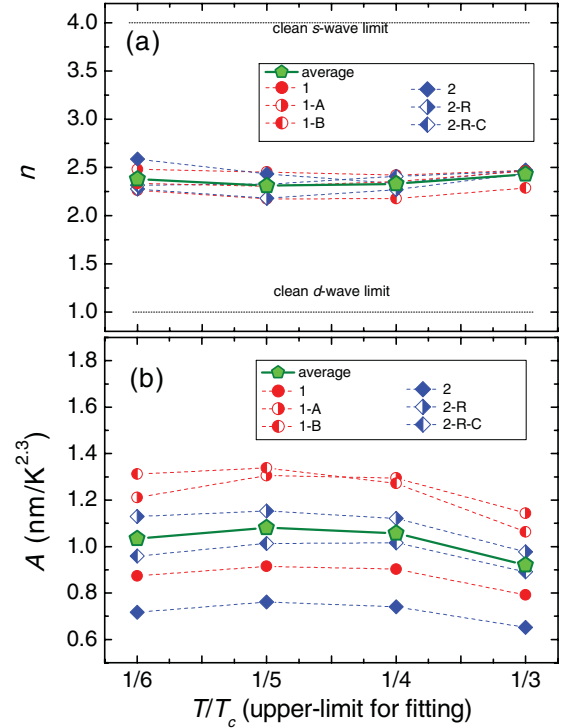 (a)
clean s-wave limit
average
1
1-A
1-B
2
2-R
2-R-C
clean d-wave limit
n
4.0
3.5
3.0
2.5
2.0
1.5
1.0
(b)
average
1
1-A
1-B
2
2-R
2-R-C
A (nm/K^2.3)
1.8
1.6
1.4
1.2
1.0
0.8
0.6
1/6 1/5 1/4 1/3
T/Tc (upper-limit for fitting)